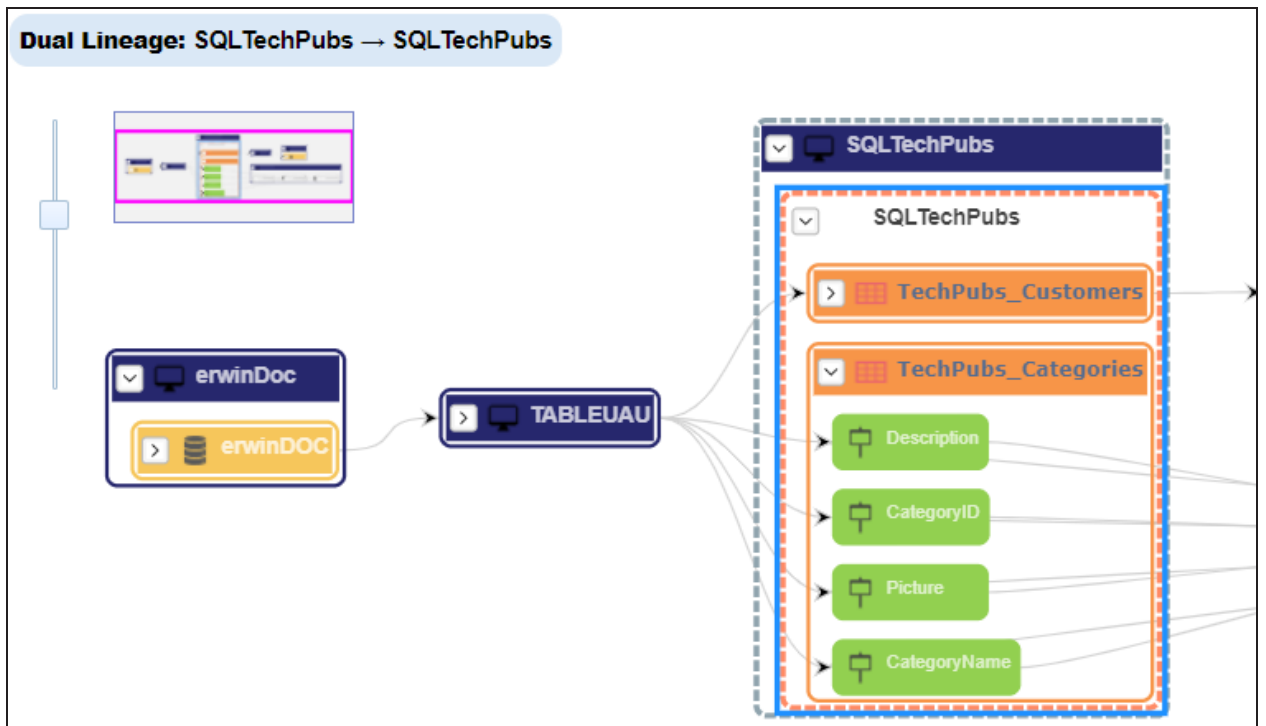 Dual Lineage: SQLTechPubs → SQLTechPubs
SQLTechPubs
SQLTechPubs
TechPubs_Customers
erwinDoc
erwinDOC
TABLEUAU
TechPubs_Categories
Description
CategoryID
Picture
CategoryName